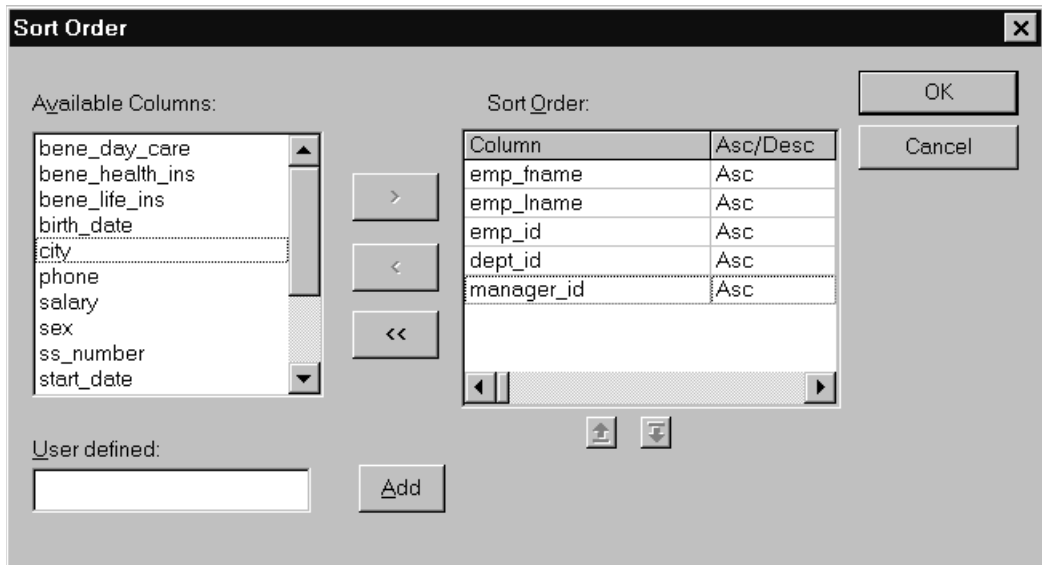 Sort Order
Available Columns:
bene_day_care
bene_health_ins
bene_life_ins
birth_date
city
phone
salary
sex
ss_number
start_date
>
<
<<
Sort Order:
Column Asc/Desc
emp_fname Asc
emp_lname Asc
emp_id Asc
dept_id Asc
manager_id Asc
OK
Cancel
User defined:
Add